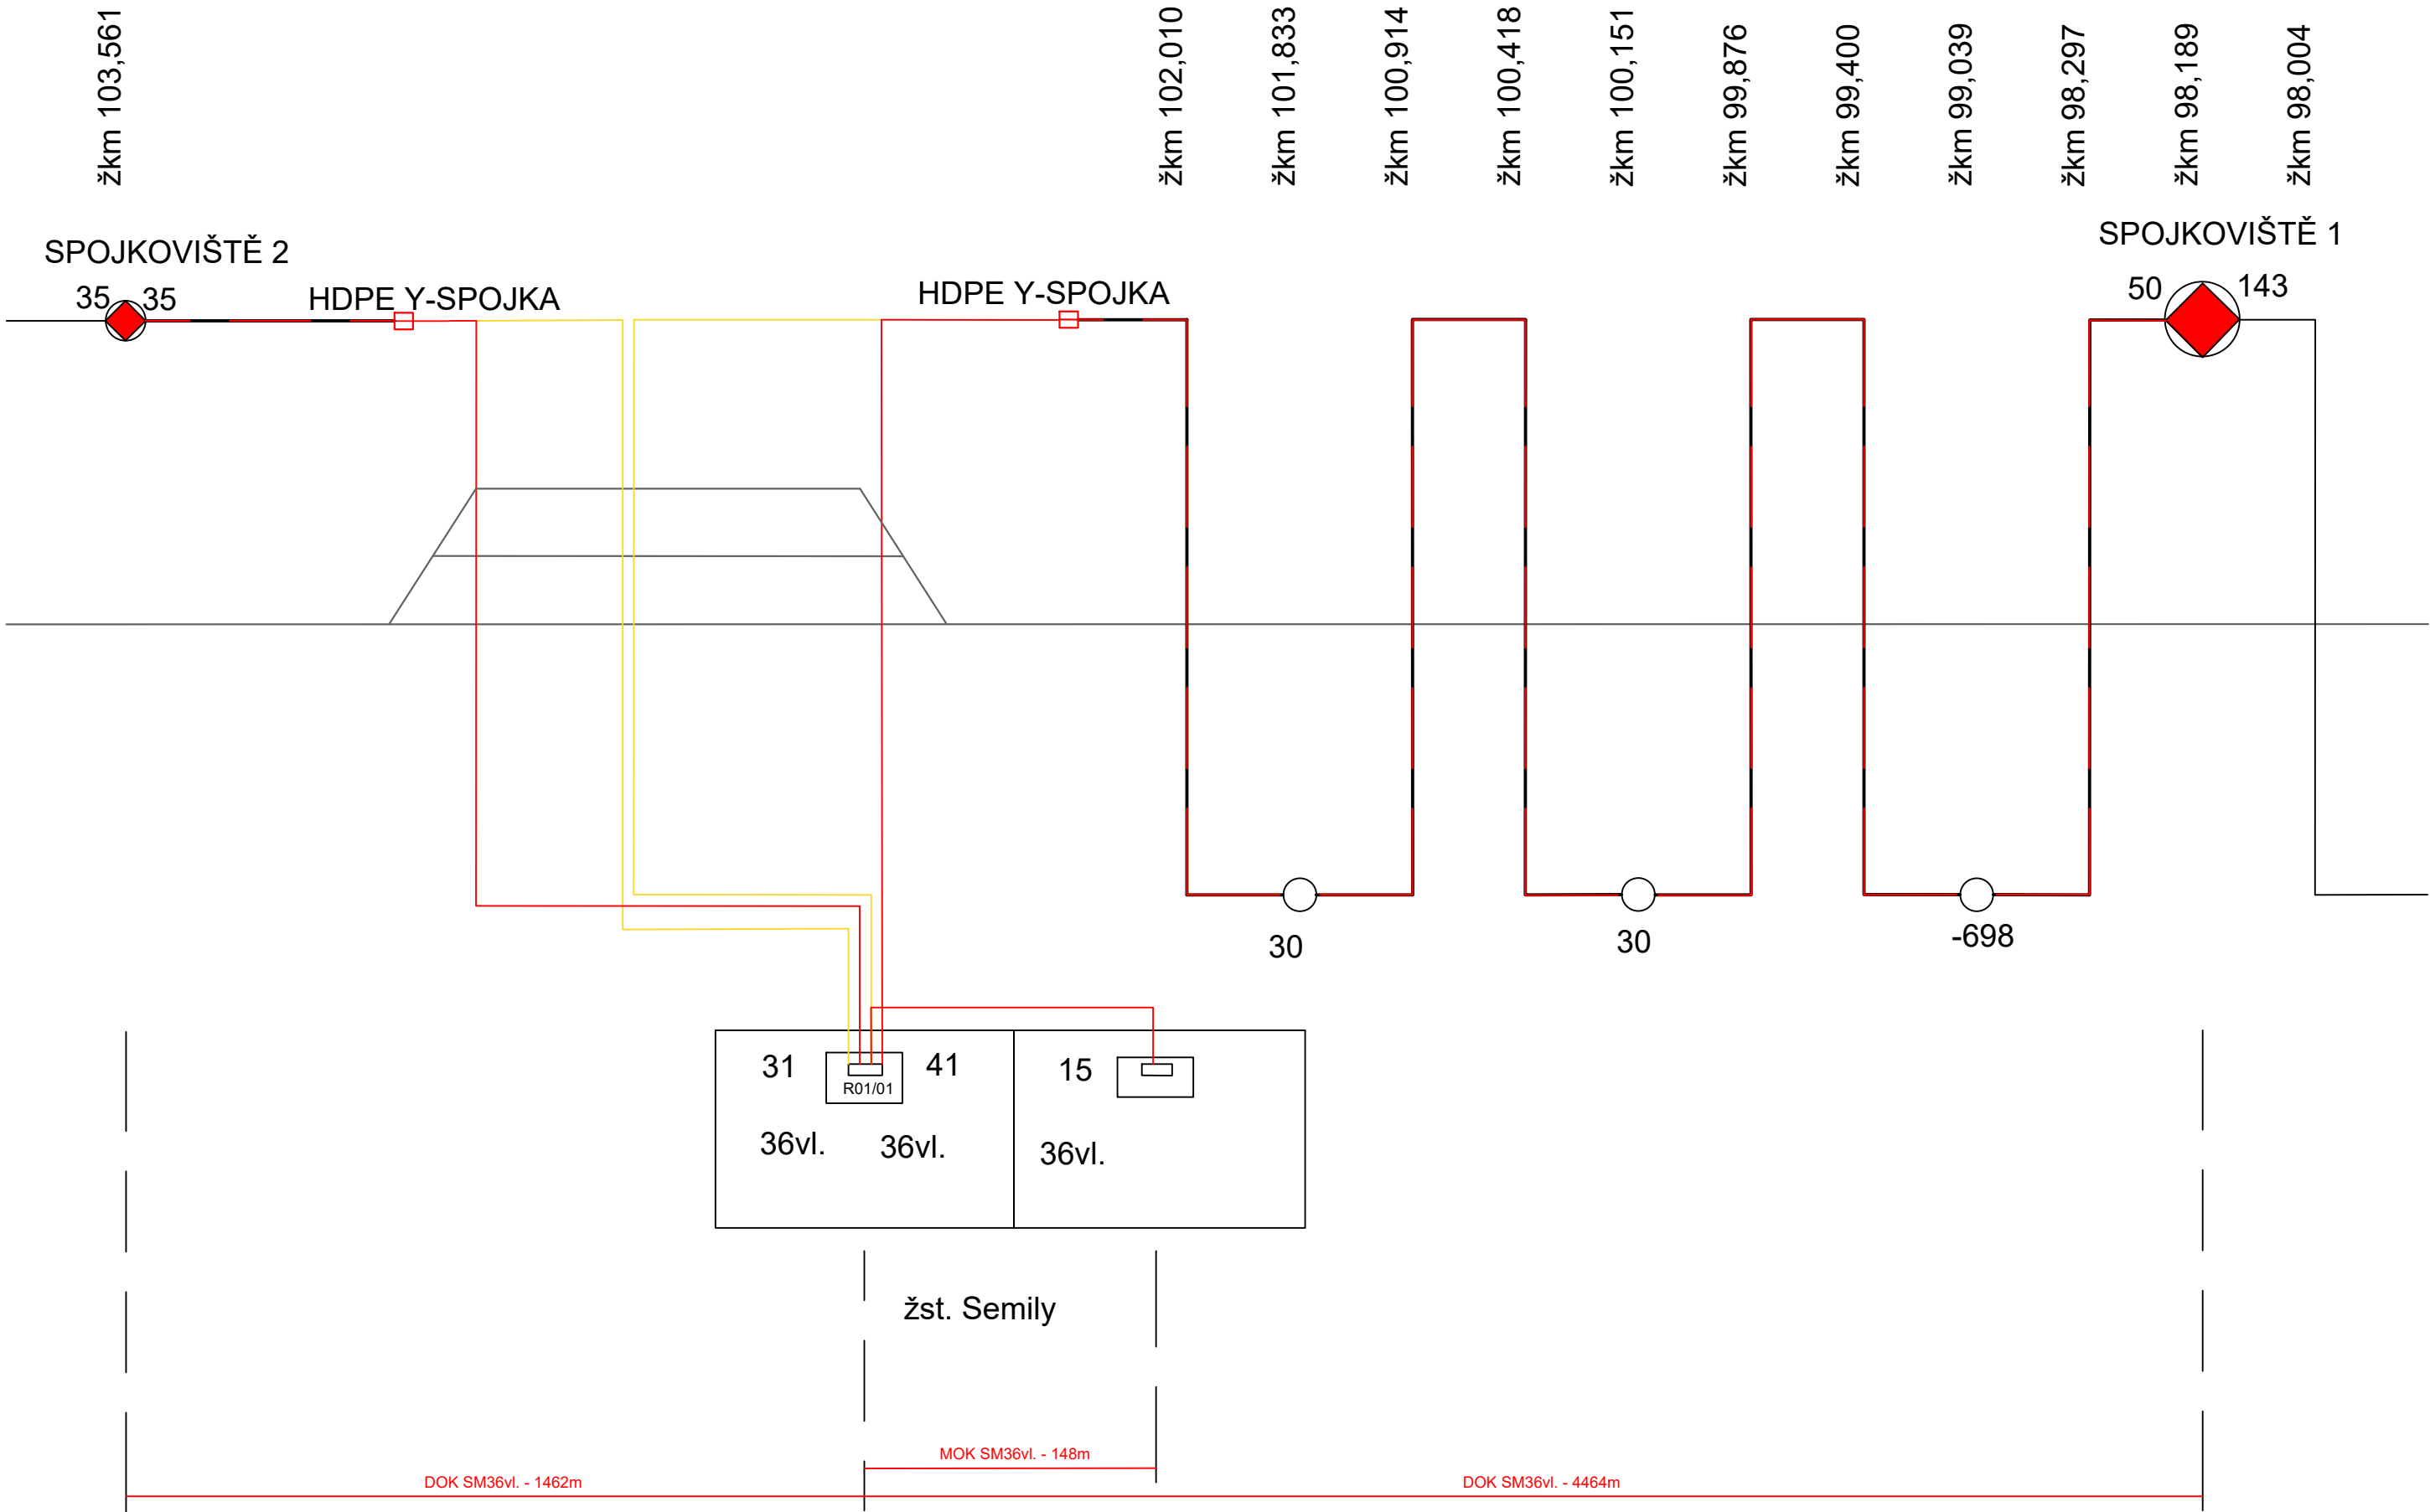 žkm 103,561
žkm 102,010
žkm 101,833
žkm 100,914
žkm 100,418
žkm 100,151
žkm 99,876
žkm 99,400
žkm 99,039
žkm 98,297
žkm 98,189
žkm 98,004
SPOJKOVIŠTĚ 2
SPOJKOVIŠTĚ 1
35 35
HDPE Y-SPOJKA
HDPE Y-SPOJKA
50 143
30
30
-698
31
41
15
R01/01
36vl.
36vl.
36vl.
žst. Semily
MOK SM36vl. - 148m
DOK SM36vl. - 1462m
DOK SM36vl. - 4464m